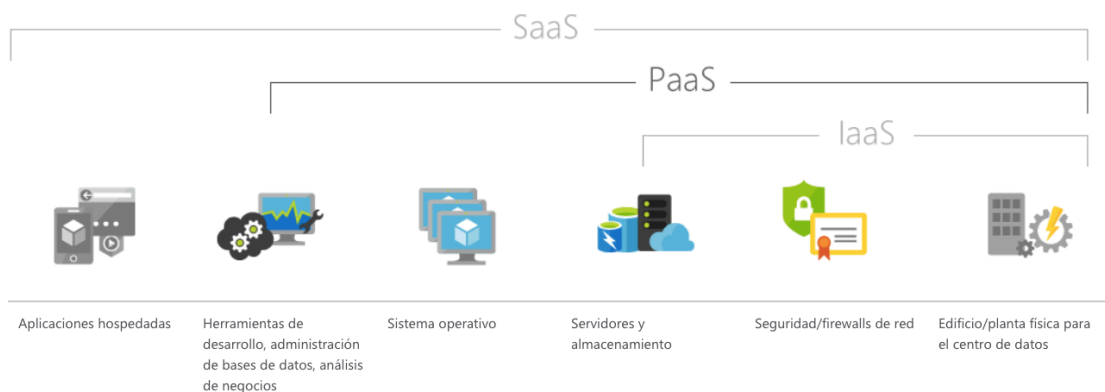 SaaS
PaaS
IaaS
Aplicaciones hospedadas
Herramientas de
desarrollo, administración
de bases de datos, análisis
de negocios
Sistema operativo
Servidores y
almacenamiento
Seguridad/firewalls de red
Edificio/planta física para
el centro de datos